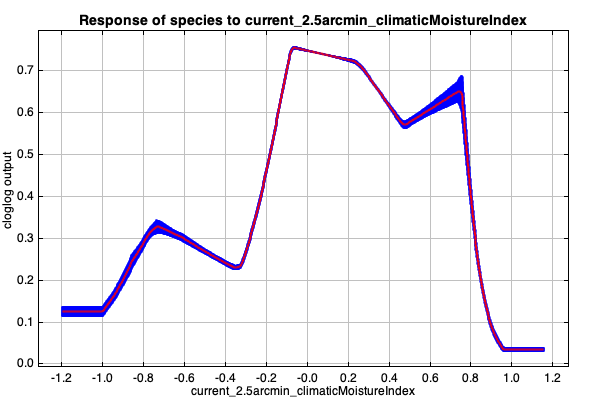 Response of species to current_2.5arcmin_climaticMoistureIndex
cloglog output
0.7
0.6
0.5
0.4
0.3
0.2
0.1
0.0
-1.2 -1.0 -0.8 -0.6 -0.4 -0.2 -0.0 0.2 0.4 0.6 0.8 1.0 1.2
current_2.5arcmin_climaticMoistureIndex